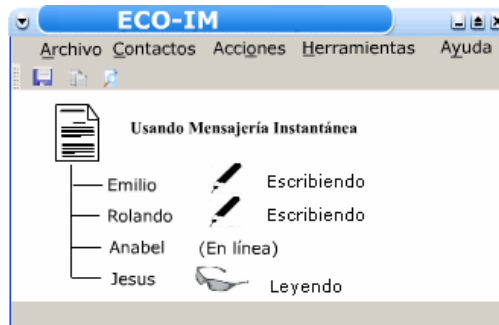 ECO-IM
Archivo Contactos Acciones Herramientas Ayuda
Usando Mensajería Instantánea
Emilio Escribiendo
Rolando Escribiendo
Anabel (En línea)
Jesus Leyendo